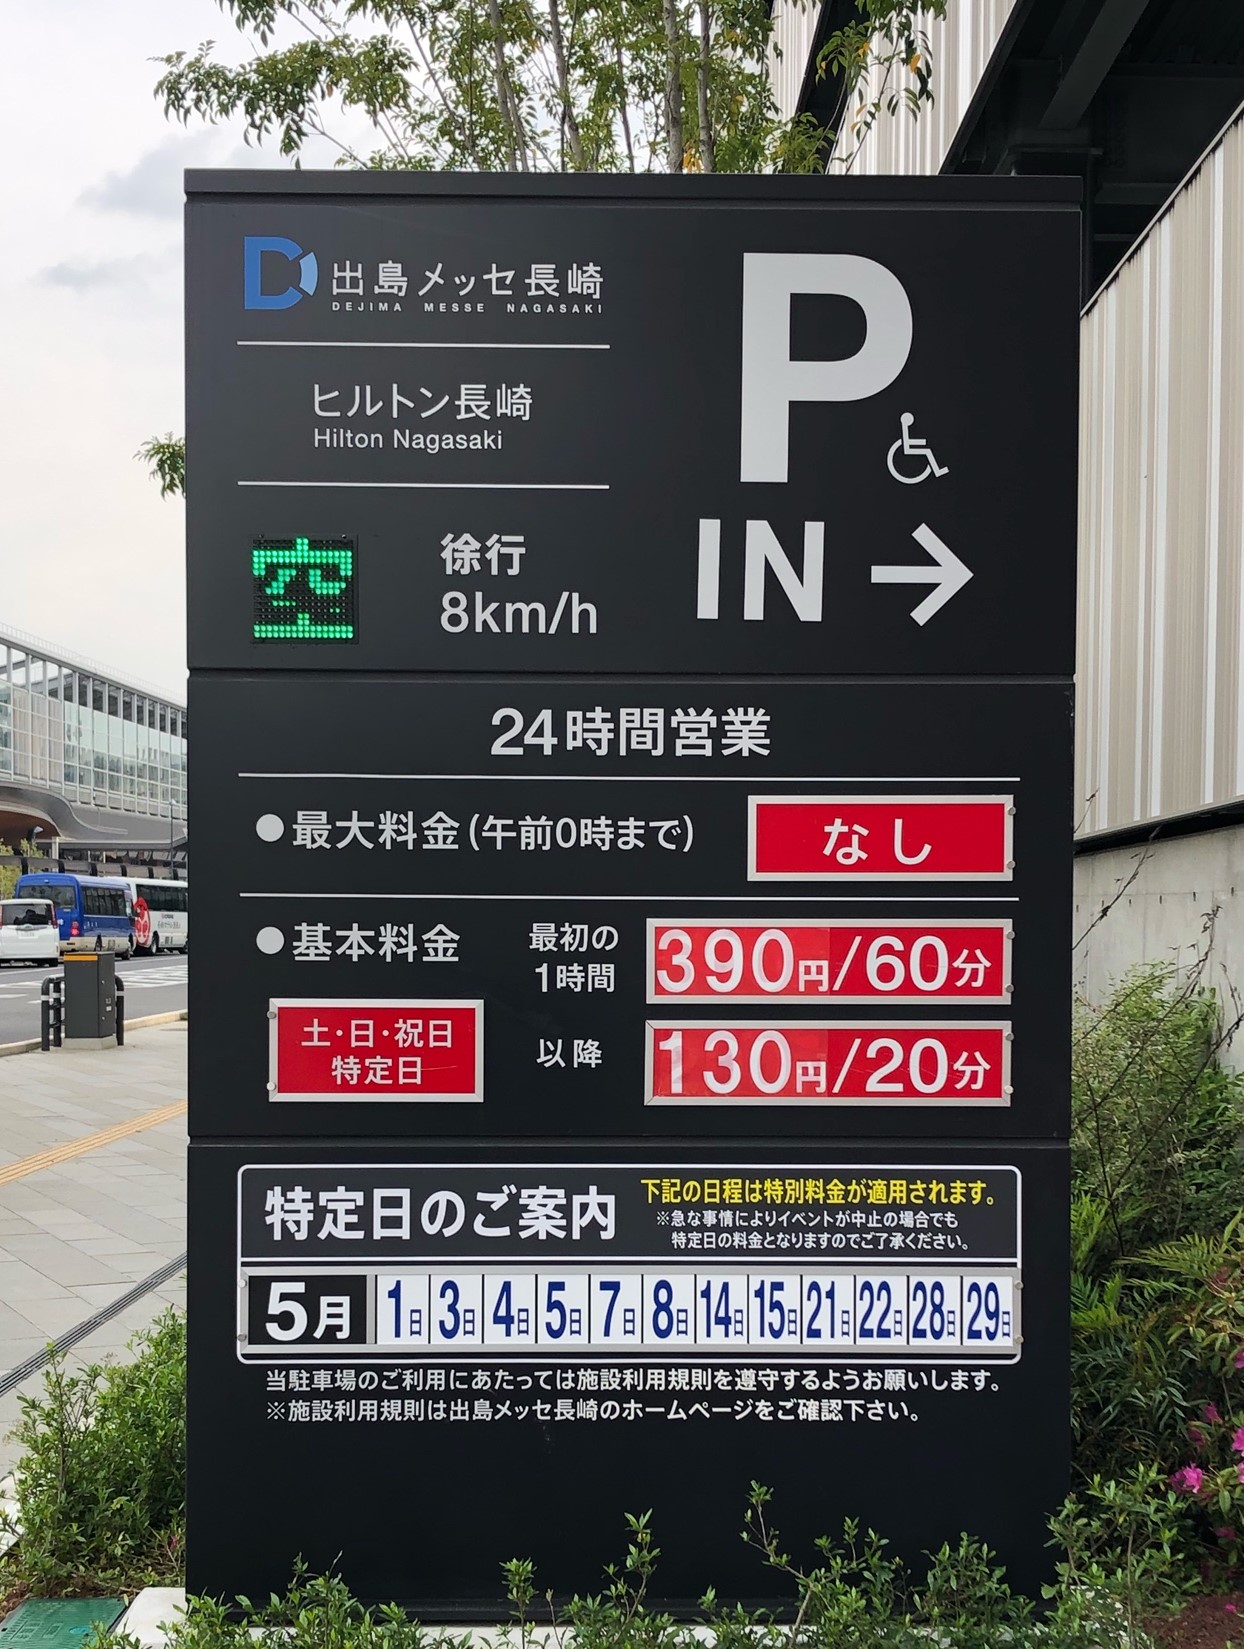 出島メッセ長崎
DEJIMA MESSE NAGASAKI
ヒルトン長崎
Hilton Nagasaki
P
空
徐行
8km/h
IN→
24時間営業
●最大料金(午前0時まで) なし
●基本料金 最初の1時間 390円/60分
土・日・祝日
特定日
以降 130円/20分
特定日のご案内
下記の日程は特別料金が適用されます。
※急な事情によりイベントが中止の場合でも
特定日の料金となりますのでご了承ください。
5月 1日 3日 4日 5日 7日 8日 14日 15日 21日 22日 28日 29日
当駐車場のご利用にあたっては施設利用規則を遵守するようお願いします。
※施設利用規則は出島メッセ長崎のホームページをご確認下さい。